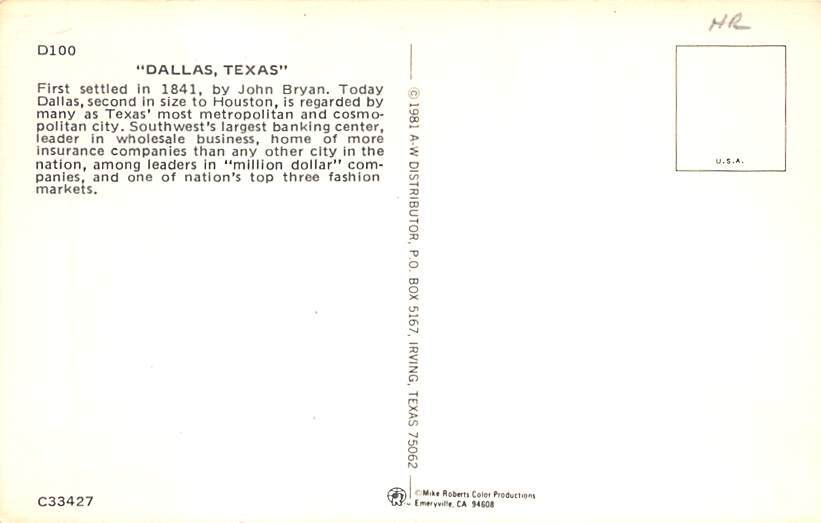 HR
D100
"DALLAS, TEXAS"
First settled in 1841, by John Bryan. Today
Dallas, second in size to Houston, is regarded by
many as Texas' most metropolitan and cosmo-
politan city. Southwest's largest banking center,
leader in wholesale business, home of more
insurance companies than any other city in the
nation, among leaders in "million dollar" com-
panies, and one of nation's top three fashion
markets.
© 1981 A-W DISTRIBUTOR, P.O. BOX 5167, IRVING, TEXAS 75062
U.S.A.
C33427
© Mike Roberts Color Productions
Emeryville, CA 94608